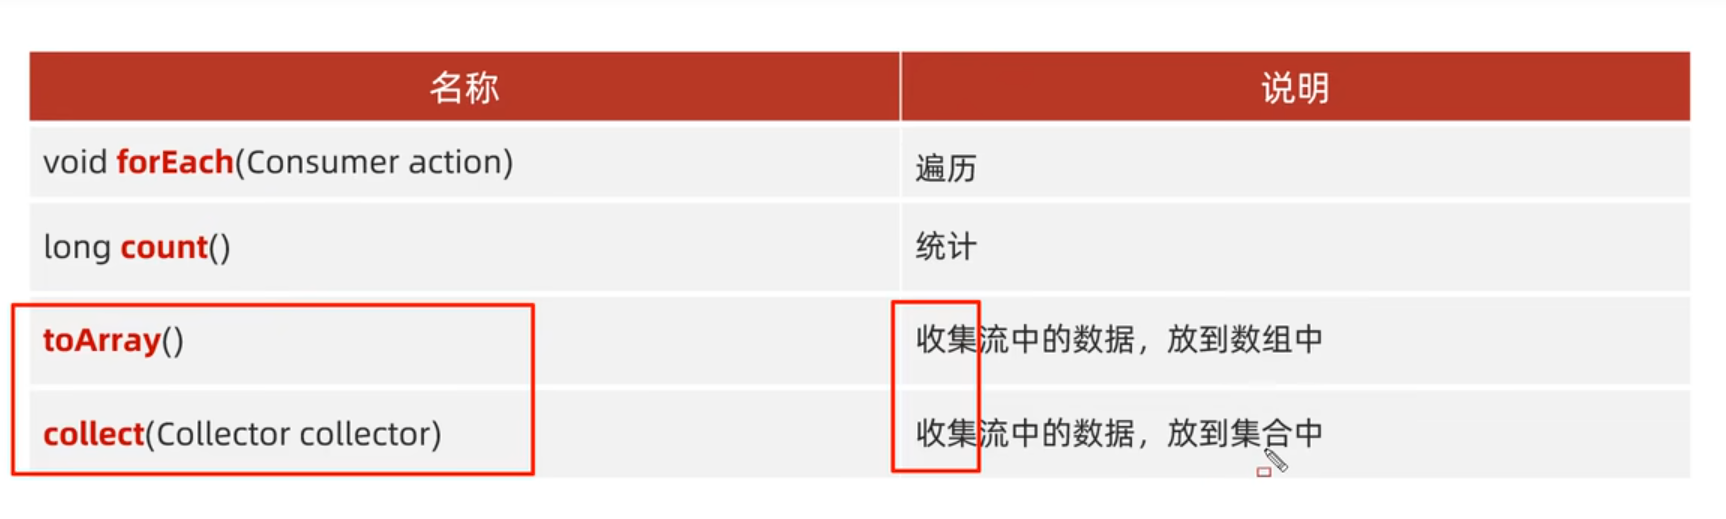 名称
说明
void forEach(Consumer action)
遍历
long count()
统计
toArray()
收集流中的数据，放到数组中
collect(Collector collector)
收集流中的数据，放到集合中